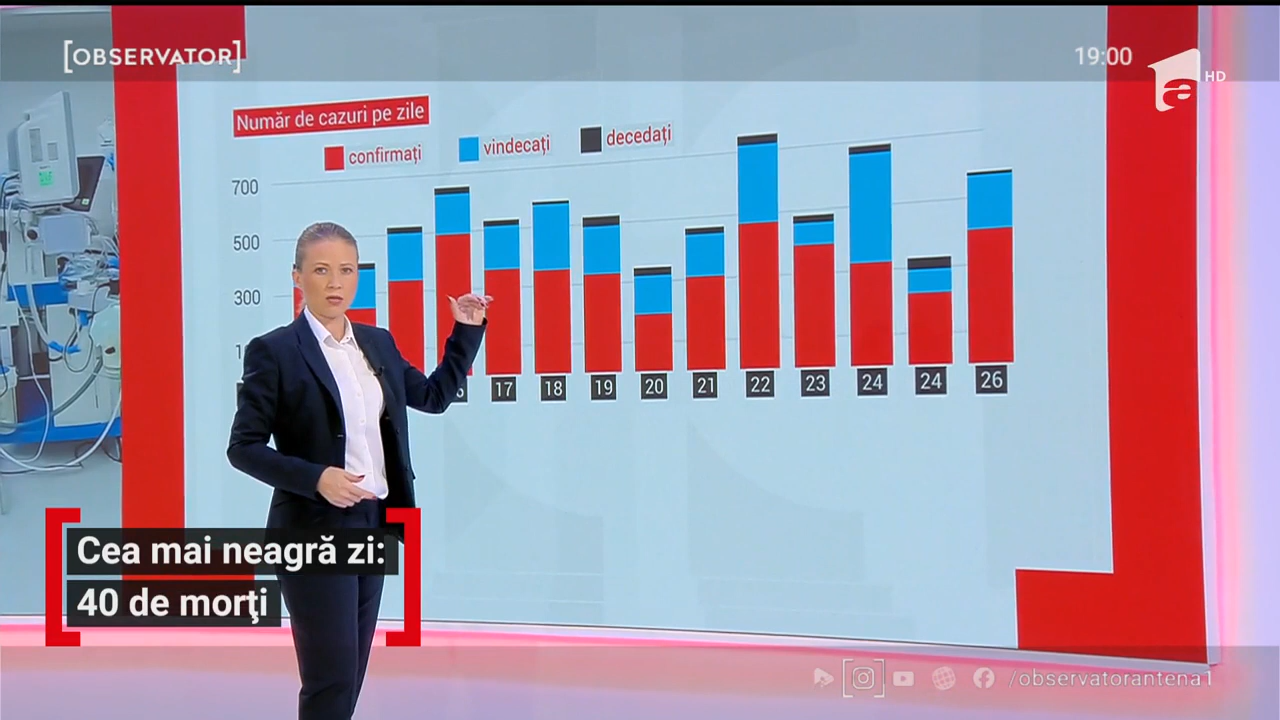 [OBSERVATOR]
19:00
HD
Număr de cazuri pe zile
confirmați
vindecați
decedați
700
500
300
17
18
19
20
21
22
23
24
24
26
Cea mai neagră zi:
40 de morţi
/observatorantena1